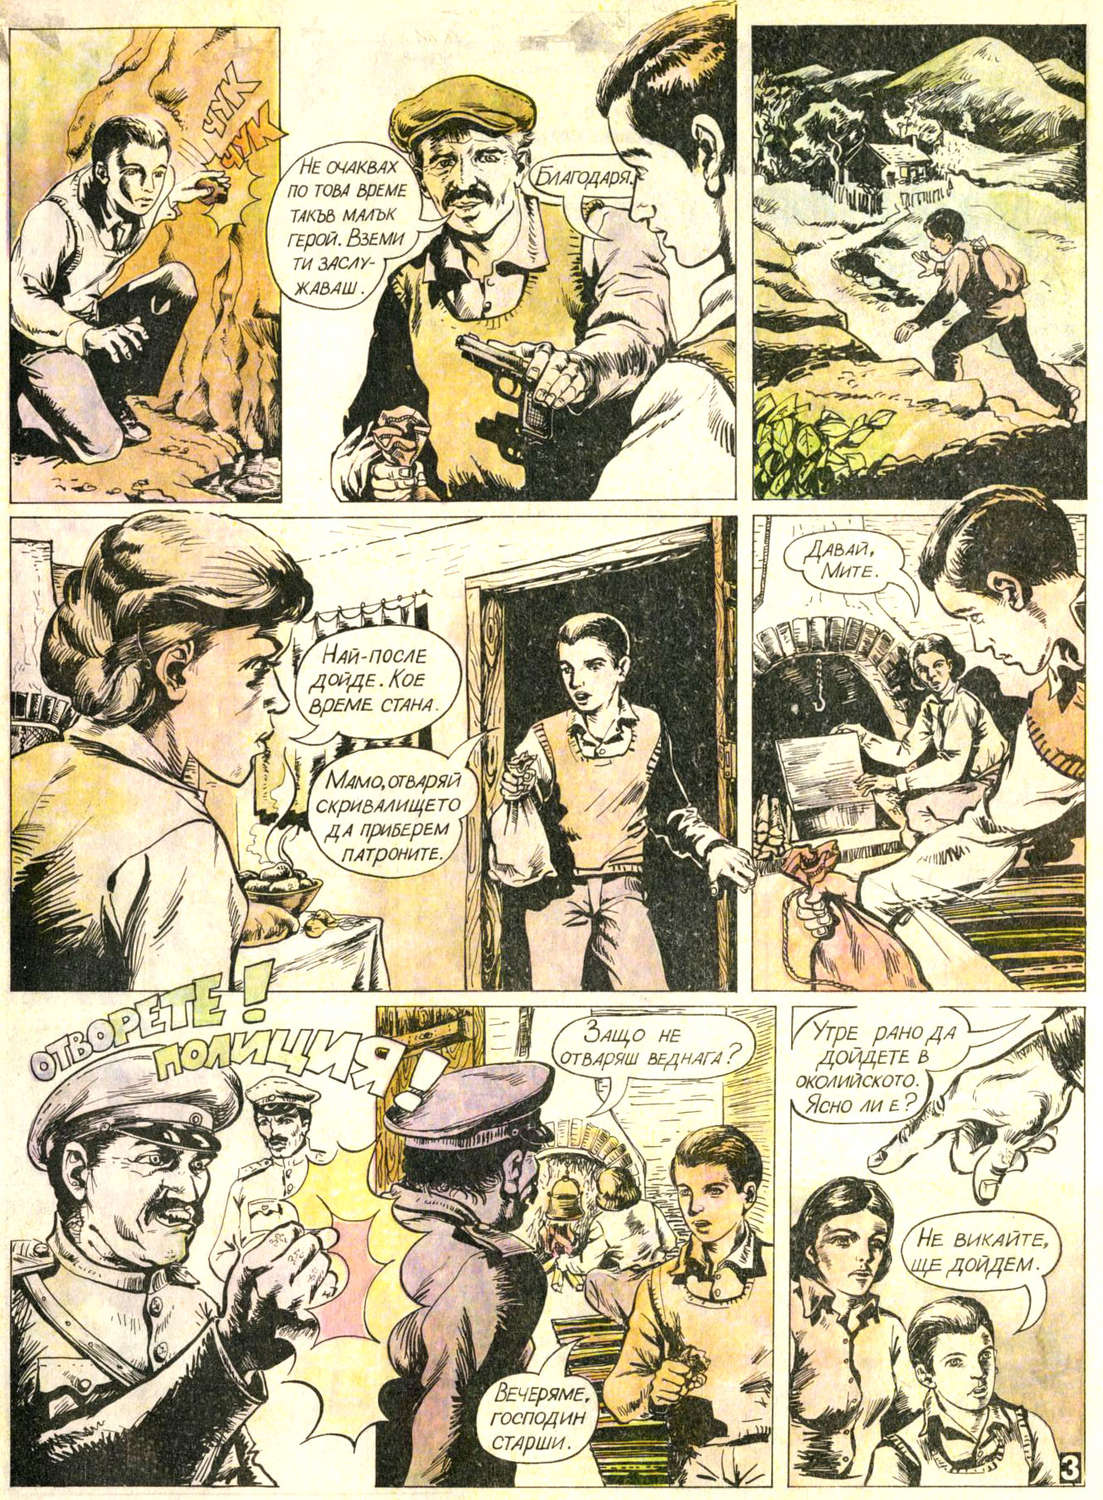 ЧУК
ЧУК
НЕ ОЧАКВАХ
ПО ТОВА ВРЕМЕ
ТАКЪВ МАЛЪК
ГЕРОЙ. ВЗЕМИ
ТИ ЗАСЛУ-
ЖАВАШ.
БЛАГОДАРЯ.
НАЙ-ПОСЛЕ
ДОЙДЕ. КОЕ
ВРЕМЕ СТАНА.
МАМО, ОТВАРЯЙ
СКРИВАЛИЩЕТО
ДА ПРИБЕРЕМ
ПАТРОНИТЕ.
ДАВАЙ,
МИТЕ.
ОТВОРЕТЕ!
ПОЛИЦИЯ!
ЗАЩО НЕ
ОТВАРЯШ ВЕДНАГА?
ВЕЧЕРЯМЕ,
ГОСПОДИН
СТАРШИ.
УТРЕ РАНО ДА
ДОЙДЕТЕ В
ОКОЛИЙСКОТО.
ЯСНО ЛИ Е?
НЕ ВИКАЙТЕ,
ЩЕ ДОЙДЕМ.
3